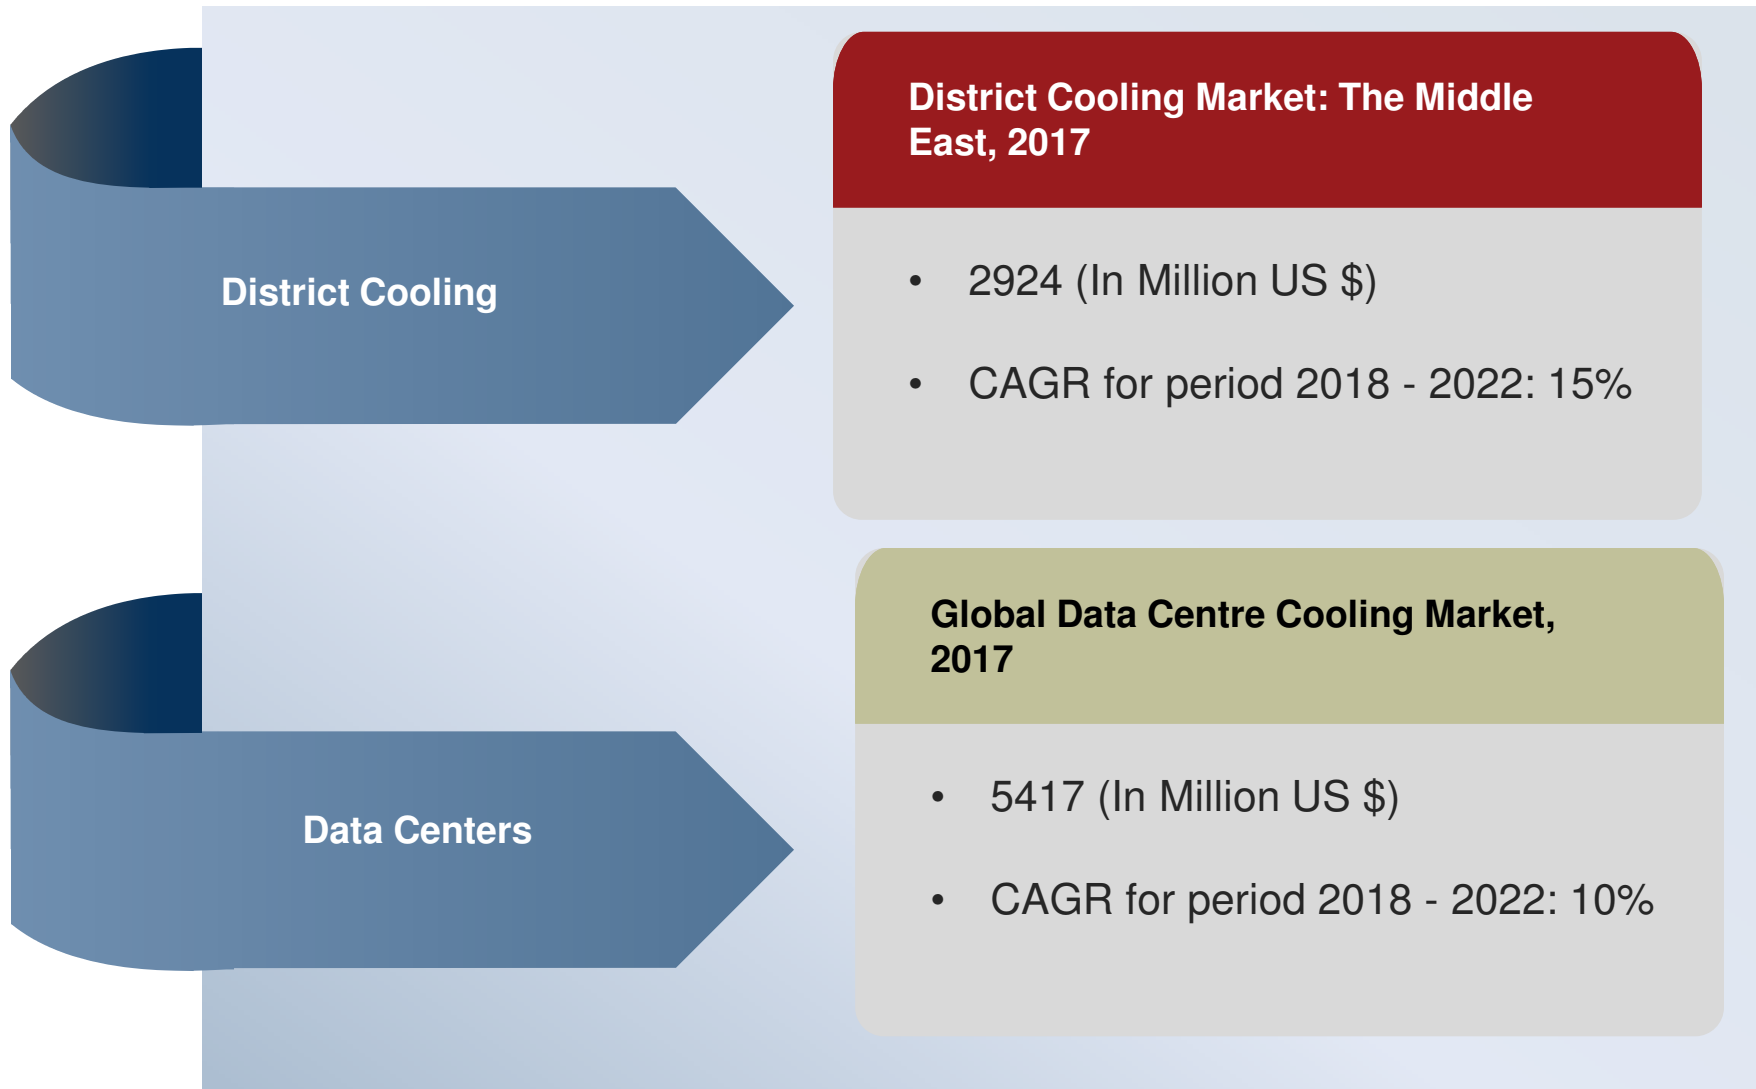 District Cooling
District Cooling Market: The Middle
East, 2017
• 2924 (In Million US $)
• CAGR for period 2018 - 2022: 15%
Data Centers
Global Data Centre Cooling Market,
2017
• 5417 (In Million US $)
• CAGR for period 2018 - 2022: 10%